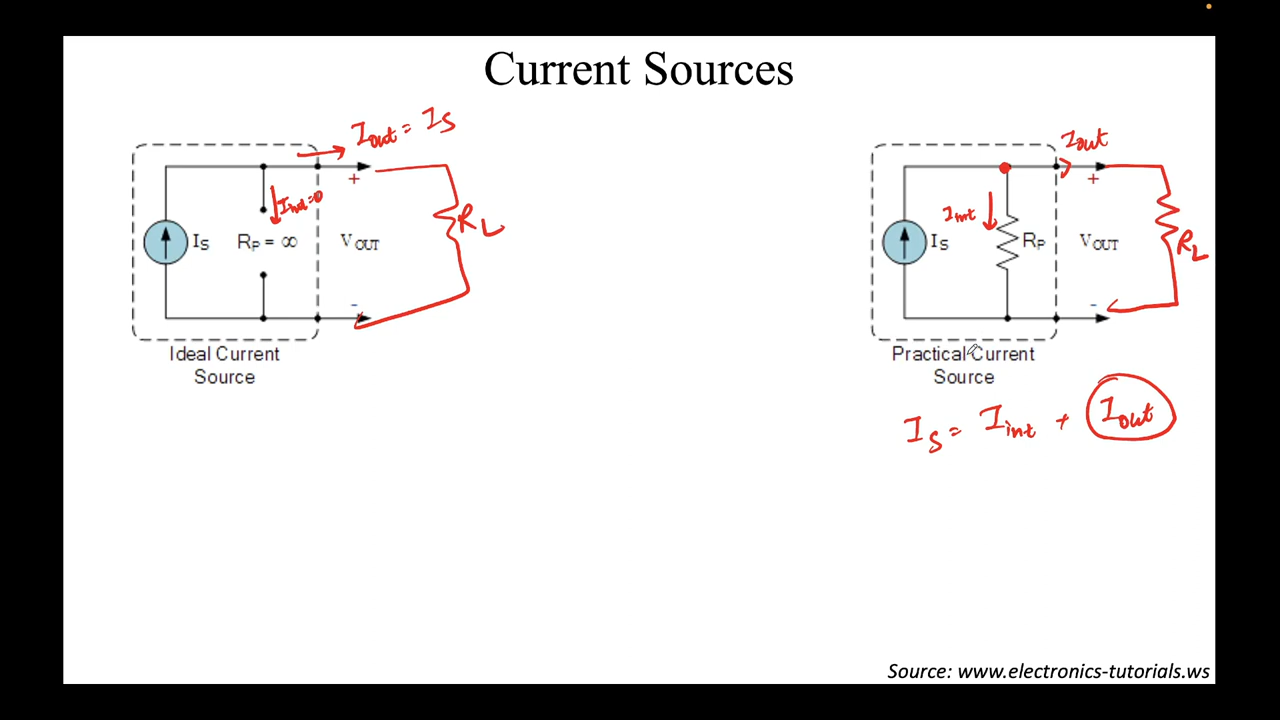 Current Sources
Iout = IS
Iint=0
IS
RP = ∞
VOUT
+
-
RL
Ideal Current
Source
Iout
Iint
IS
RP
VOUT
+
-
RL
Practical Current
Source
IS = Iint + Iout
Source: www.electronics-tutorials.ws